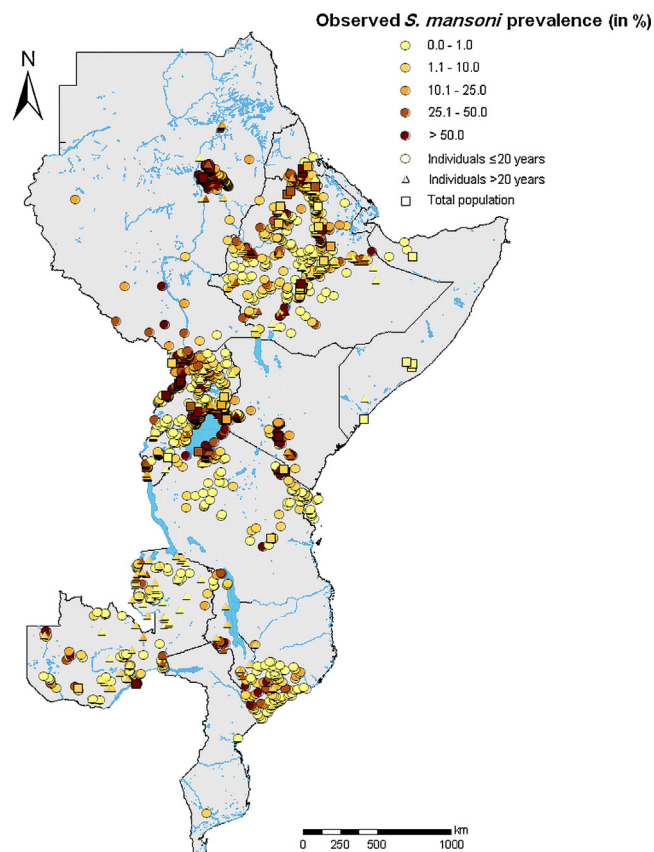 Observed S. mansoni prevalence (in %)
N
0.0 - 1.0
1.1 - 10.0
10.1 - 25.0
25.1 - 50.0
> 50.0
Individuals ≤20 years
Individuals >20 years
Total population
km
0 250 500 1000